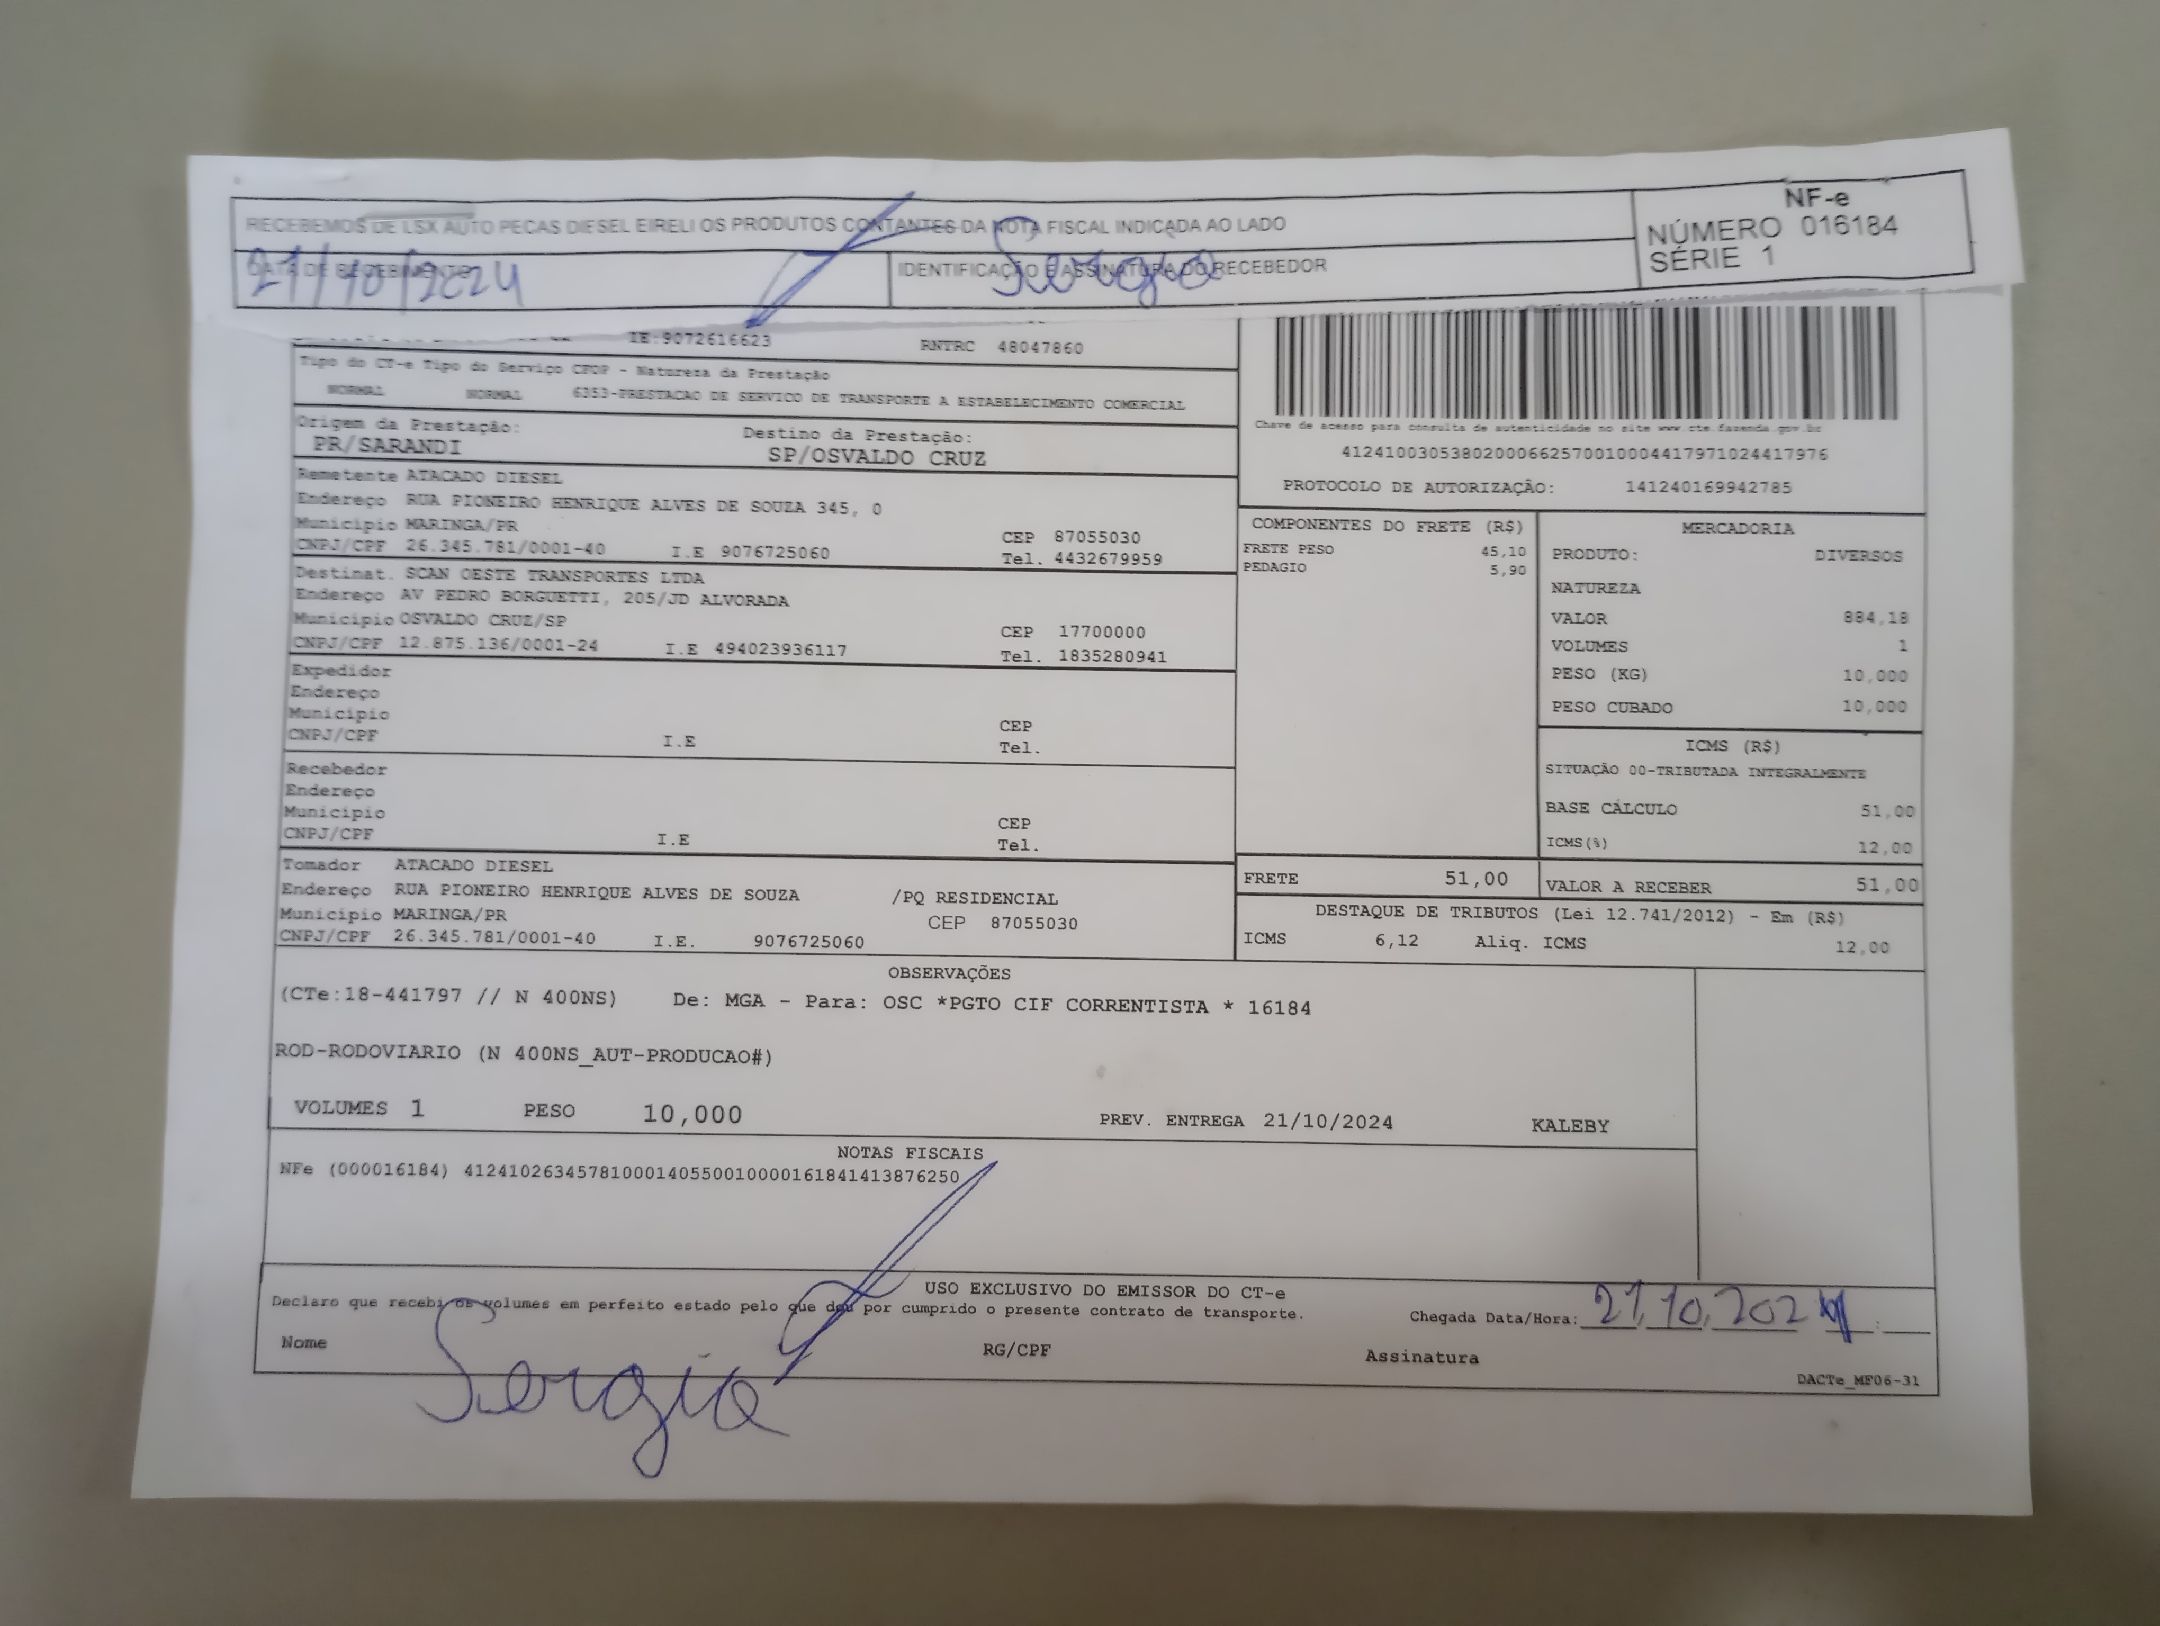 RECEBEMOS DE LSX AUTO PECAS DIESEL EIRELI OS PRODUTOS CONTANTES DA NOTA FISCAL INDICADA AO LADO
NF-e
NÚMERO 016184
SÉRIE 1
DATA DE RECEBIMENTO
21/10/2024
IDENTIFICAÇÃO E ASSINATURA DO RECEBEDOR
Sergio
IE:9072616623 RNTRC 48047860
Tipo do CT-e Tipo do Serviço CFOP - Natureza da Prestação
NORMAL NORMAL 6353-PRESTACAO DE SERVICO DE TRANSPORTE A ESTABELECIMENTO COMERCIAL
Origem da Prestação: Destino da Prestação:
PR/SARANDI SP/OSVALDO CRUZ
Chave de acesso para consulta de autenticidade no site www.cte.fazenda.gov.br
41241003053802000662570010004417971024417976
PROTOCOLO DE AUTORIZAÇÃO: 141240169942785
Remetente ATACADO DIESEL
Endereço RUA PIONEIRO HENRIQUE ALVES DE SOUZA 345, 0
Municipio MARINGA/PR CEP 87055030
CNPJ/CPF 26.345.781/0001-40 I.E 9076725060 Tel. 4432679959
Destinat. SCAN OESTE TRANSPORTES LTDA
Endereço AV PEDRO BORGUETTI, 205/JD ALVORADA
Municipio OSVALDO CRUZ/SP CEP 17700000
CNPJ/CPF 12.875.136/0001-24 I.E 494023936117 Tel. 1835280941
Expedidor
Endereço
Municipio CEP
CNPJ/CPF I.E Tel.
Recebedor
Endereço
Municipio CEP
CNPJ/CPF I.E Tel.
Tomador ATACADO DIESEL
Endereço RUA PIONEIRO HENRIQUE ALVES DE SOUZA /PQ RESIDENCIAL
Municipio MARINGA/PR CEP 87055030
CNPJ/CPF 26.345.781/0001-40 I.E. 9076725060
COMPONENTES DO FRETE (R$)
FRETE PESO 45,10
PEDAGIO 5,90
MERCADORIA
PRODUTO: DIVERSOS
NATUREZA
VALOR 884,18
VOLUMES 1
PESO (KG) 10,000
PESO CUBADO 10,000
ICMS (R$)
SITUAÇÃO 00-TRIBUTADA INTEGRALMENTE
BASE CÁLCULO 51,00
ICMS(%) 12,00
FRETE 51,00 VALOR A RECEBER 51,00
DESTAQUE DE TRIBUTOS (Lei 12.741/2012) - Em (R$)
ICMS 6,12 Aliq. ICMS 12,00
OBSERVAÇÕES
(CTe:18-441797 // N 400NS) De: MGA - Para: OSC *PGTO CIF CORRENTISTA * 16184
ROD-RODOVIARIO (N 400NS_AUT-PRODUCAO#)
VOLUMES 1 PESO 10,000 PREV. ENTREGA 21/10/2024 KALEBY
NOTAS FISCAIS
NFe (000016184) 41241026345781000140550010000161841413876250
USO EXCLUSIVO DO EMISSOR DO CT-e
Declaro que recebi os volumes em perfeito estado pelo que dou por cumprido o presente contrato de transporte. Chegada Data/Hora: 21,10,2024 :
Nome RG/CPF Assinatura
Sergio
DACTe_MF06-31